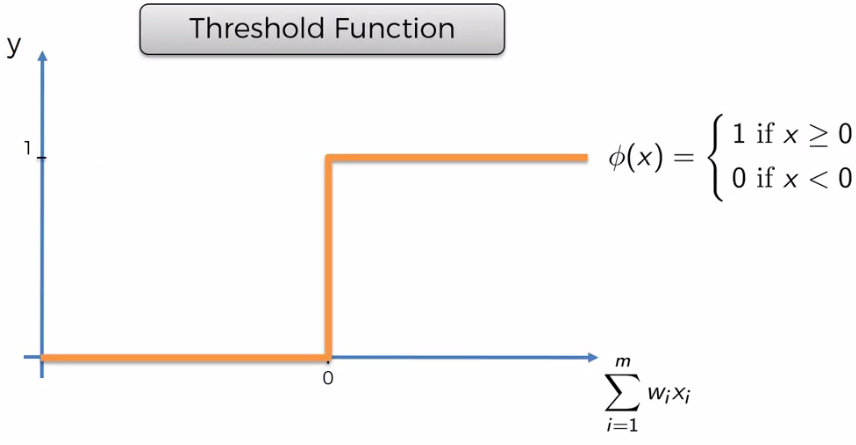 Threshold Function
y
1
ϕ(x) = { 1 if x ≥ 0
0 if x < 0
0
m
∑ wᵢxᵢ
i=1